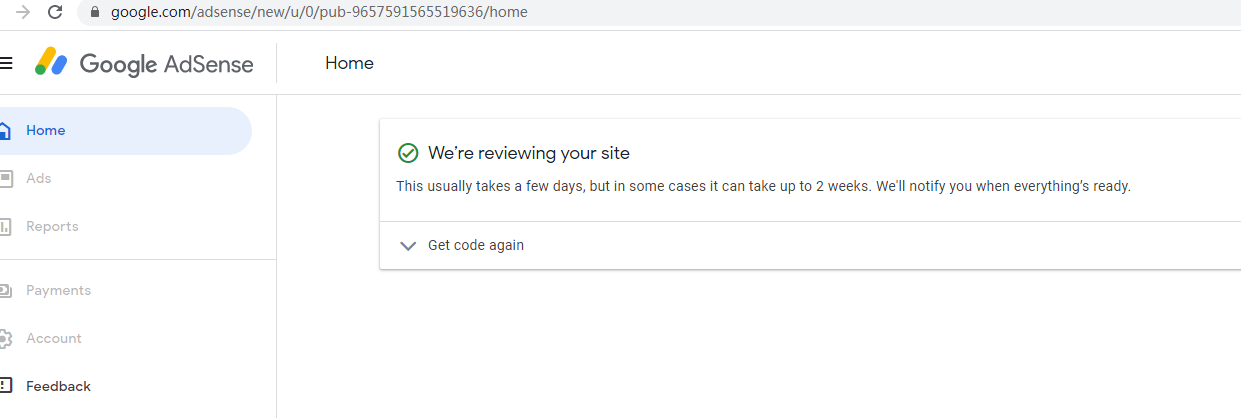 google.com/adsense/new/u/0/pub-9657591565519636/home
Google AdSense
Home
Home
Ads
Reports
Payments
Account
Feedback
We're reviewing your site
This usually takes a few days, but in some cases it can take up to 2 weeks. We'll notify you when everything's ready.
Get code again